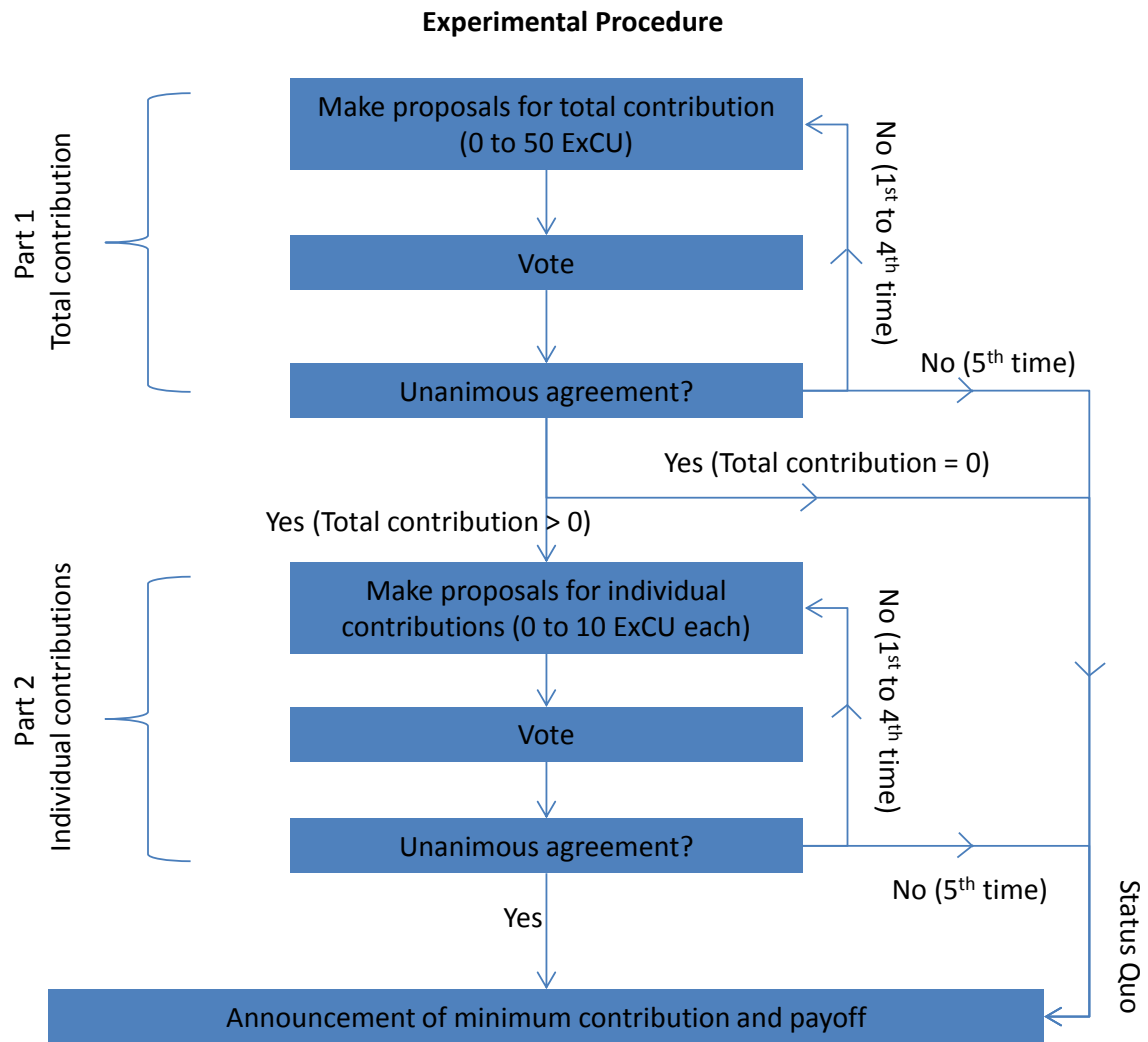 Experimental Procedure
Part 1
Total contribution
Make proposals for total contribution
(0 to 50 ExCU)
No (1st to 4th time)
Vote
Unanimous agreement?
No (5th time)
Yes (Total contribution = 0)
Yes (Total contribution > 0)
Part 2
Individual contributions
Make proposals for individual
contributions (0 to 10 ExCU each)
No (1st to 4th time)
Vote
Unanimous agreement?
No (5th time)
Yes
Status Quo
Announcement of minimum contribution and payoff